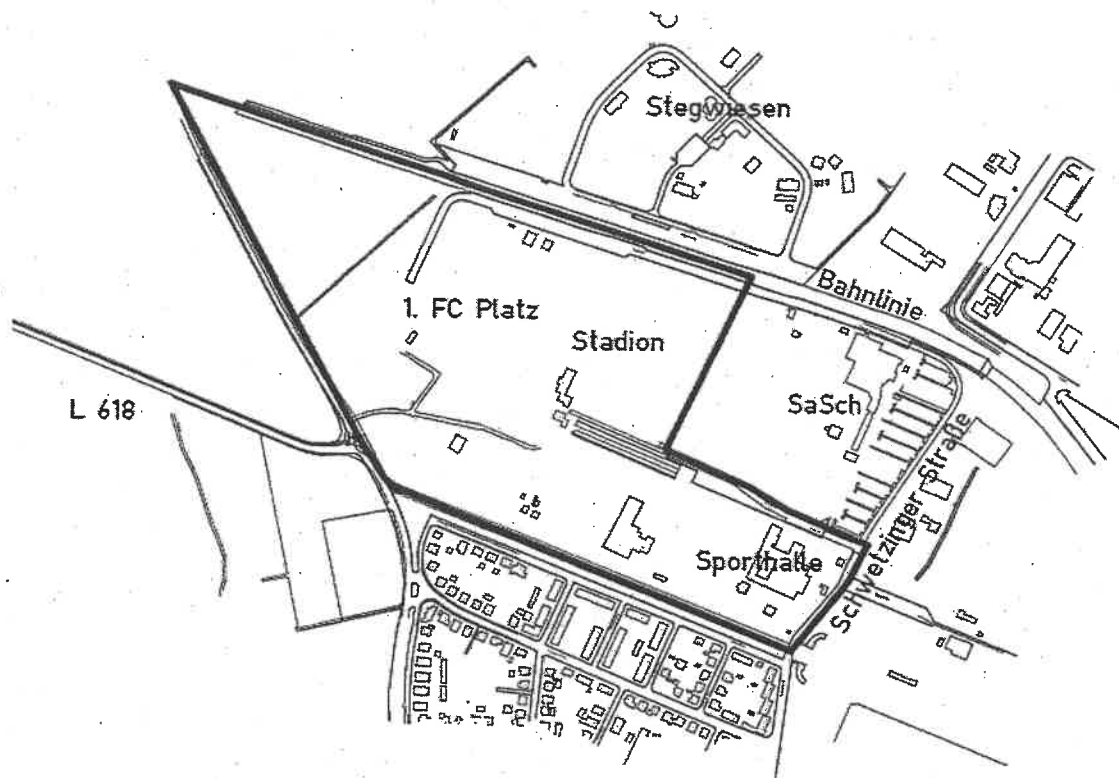 Stegwiesen
Bahnlinie
1. FC Platz
Stadion
L 618
SaSch
Schwetzinger Straße
Sporthalle